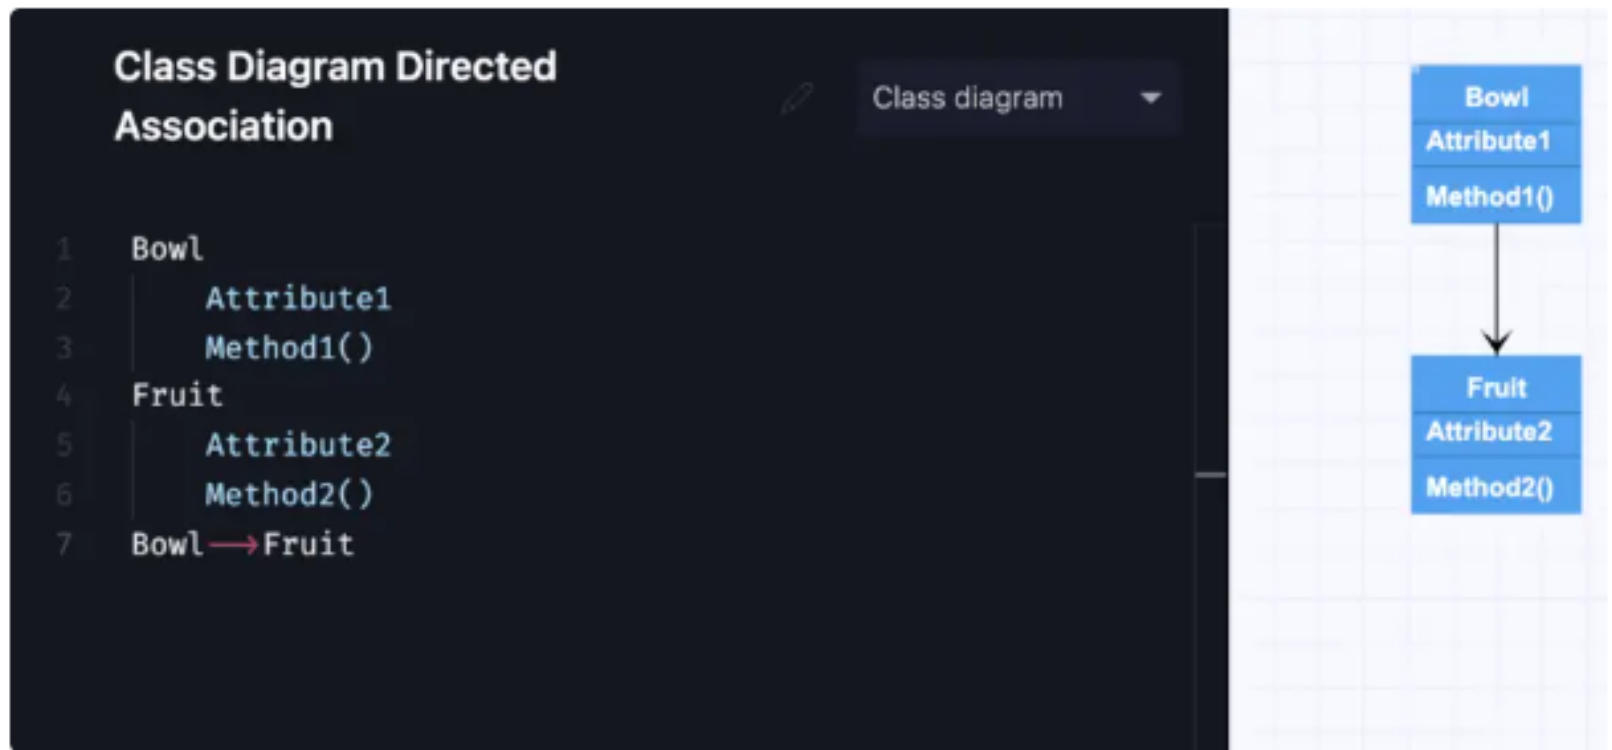 Class Diagram Directed
Association
Class diagram
1 Bowl
2 Attribute1
3 Method1()
4 Fruit
5 Attribute2
6 Method2()
7 Bowl⟶Fruit
Bowl
Attribute1
Method1()
Fruit
Attribute2
Method2()